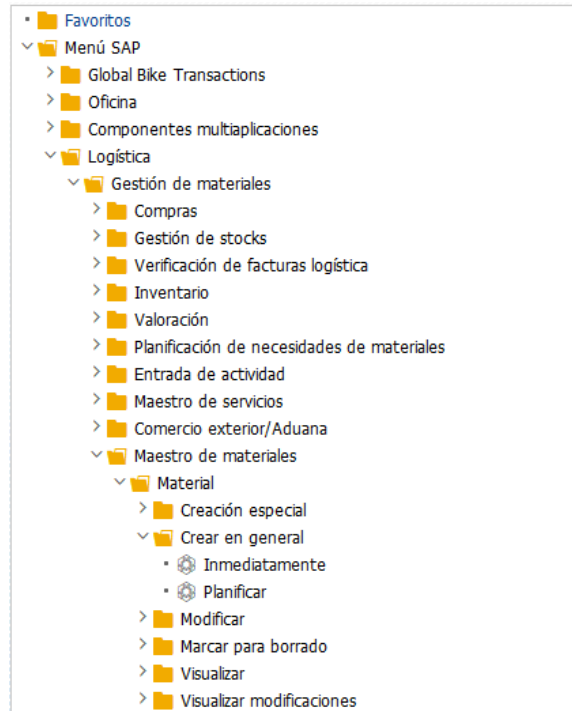 Favoritos
Menú SAP
Global Bike Transactions
Oficina
Componentes multiaplicaciones
Logística
Gestión de materiales
Compras
Gestión de stocks
Verificación de facturas logística
Inventario
Valoración
Planificación de necesidades de materiales
Entrada de actividad
Maestro de servicios
Comercio exterior/Aduana
Maestro de materiales
Material
Creación especial
Crear en general
Inmediatamente
Planificar
Modificar
Marcar para borrado
Visualizar
Visualizar modificaciones